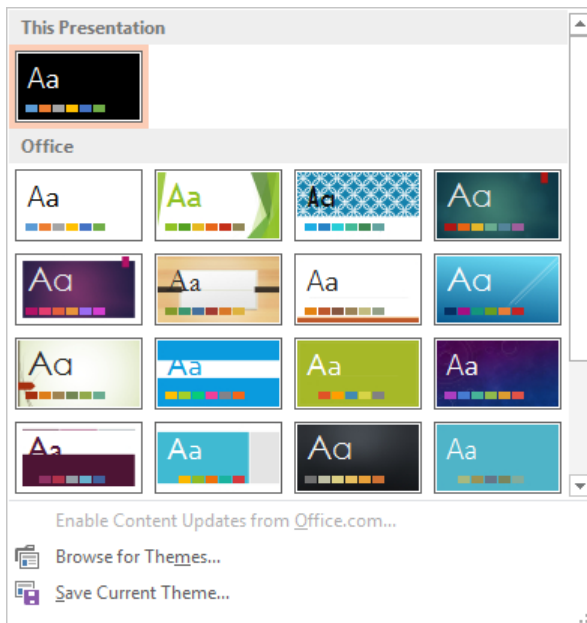 This Presentation
Aa
Office
Aa Aa Aa Aa
Aa Aa Aa Aa
Aa Aa Aa Aa
Aa Aa Aa Aa
Enable Content Updates from Office.com...
Browse for Themes...
Save Current Theme...